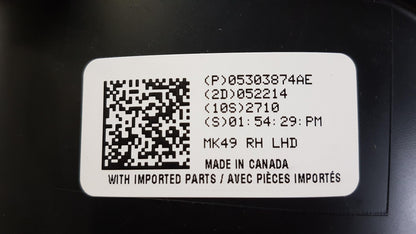 (P)05303874AE
(2D)052214
(10S)2710
(S)01:54:29:PM
MK49 RH LHD
MADE IN CANADA
WITH IMPORTED PARTS / AVEC PIÈCES IMPORTÉS